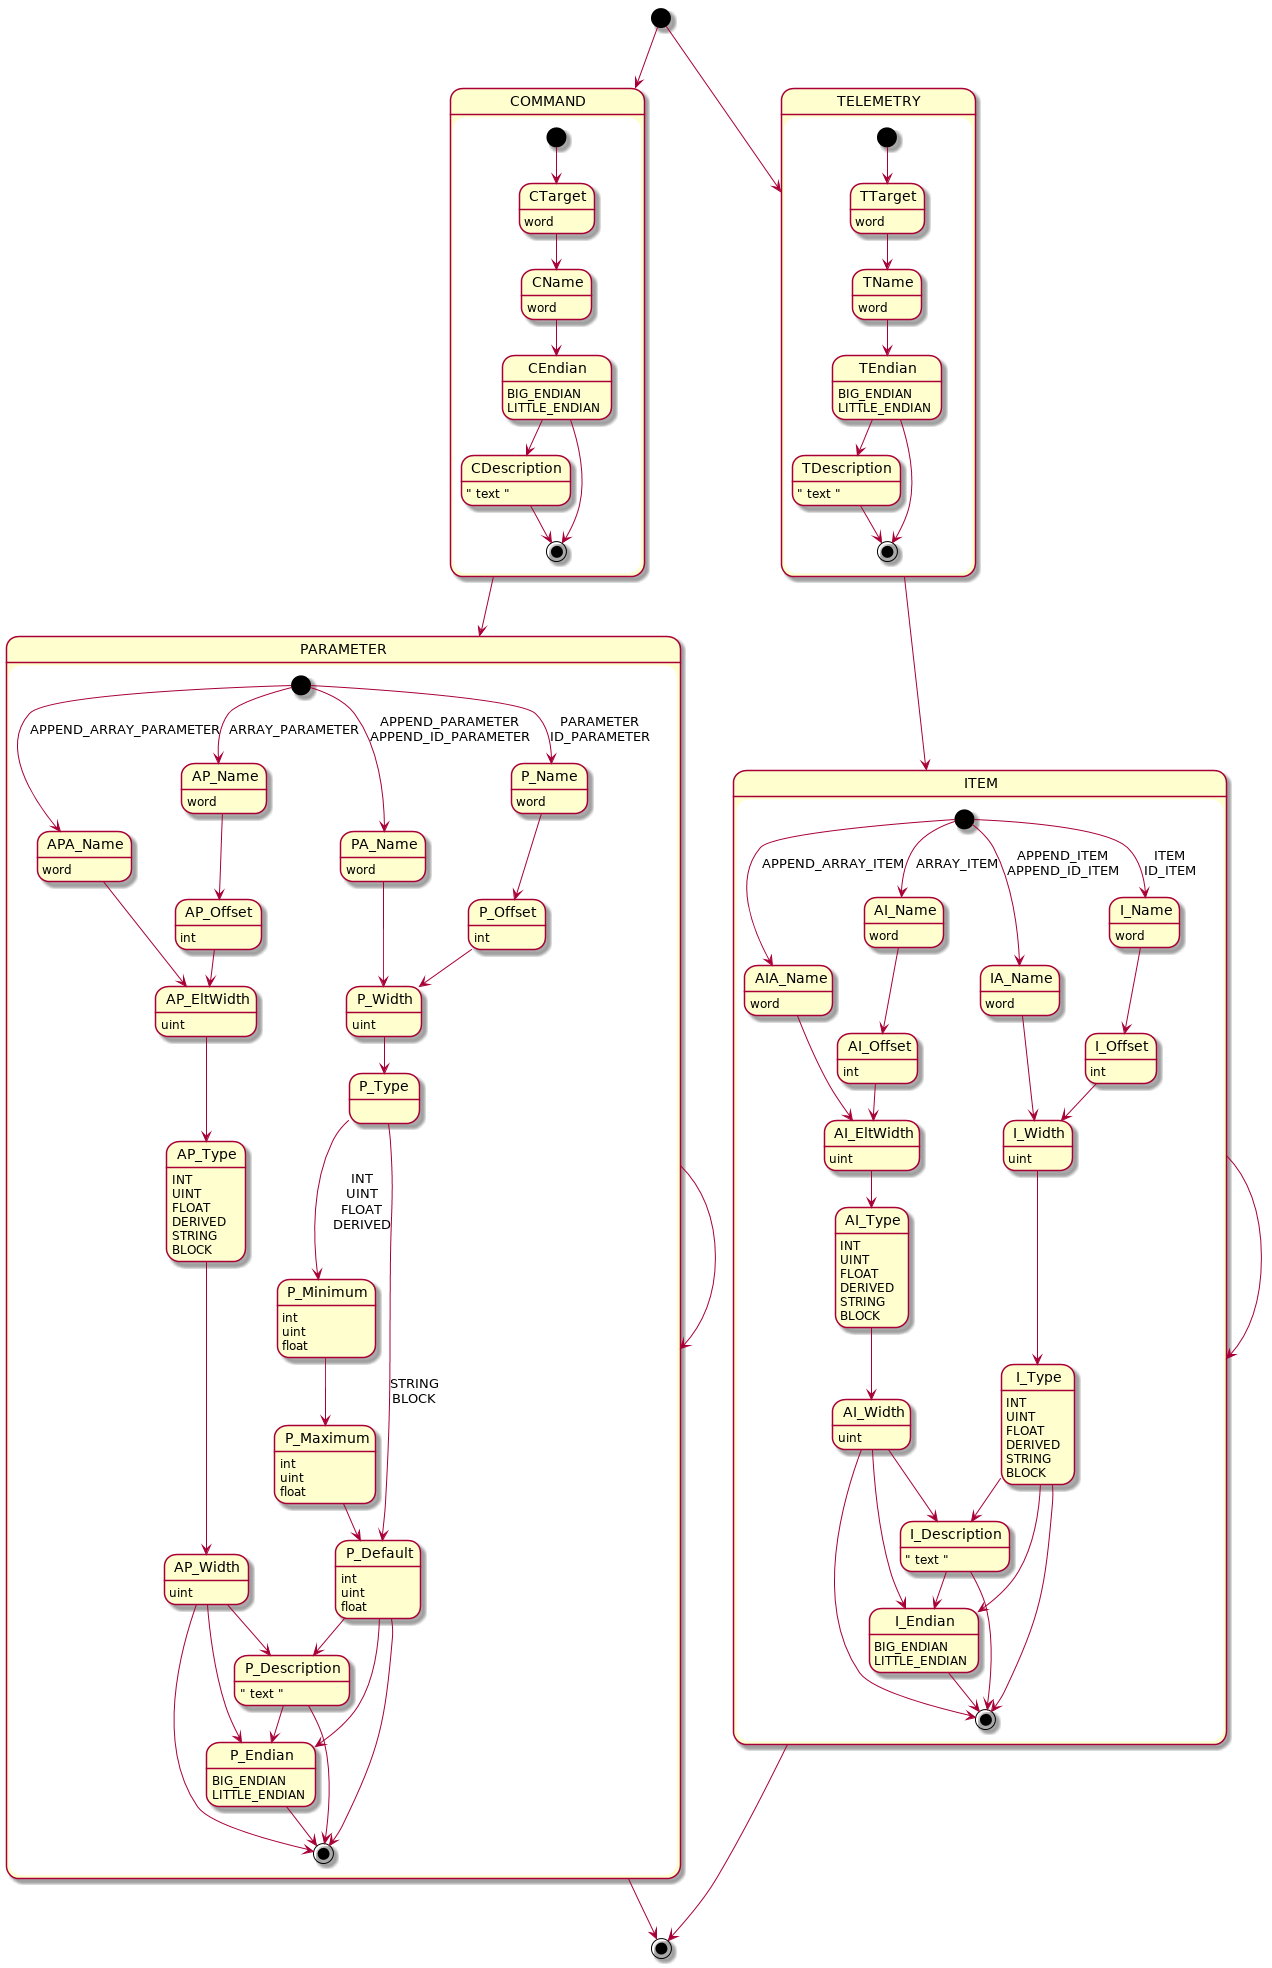 COMMAND
CTarget
word
CName
word
CEndian
BIG_ENDIAN
LITTLE_ENDIAN
CDescription
" text "
TELEMETRY
TTarget
word
TName
word
TEndian
BIG_ENDIAN
LITTLE_ENDIAN
TDescription
" text "
PARAMETER
APPEND_ARRAY_PARAMETER
ARRAY_PARAMETER
APPEND_PARAMETER
APPEND_ID_PARAMETER
PARAMETER
ID_PARAMETER
AP_Name
word
P_Name
word
APA_Name
word
PA_Name
word
AP_Offset
int
P_Offset
int
AP_EltWidth
uint
P_Width
uint
P_Type
AP_Type
INT
UINT
FLOAT
DERIVED
STRING
BLOCK
INT
UINT
FLOAT
DERIVED
P_Minimum
int
uint
float
STRING
BLOCK
P_Maximum
int
uint
float
P_Default
int
uint
float
AP_Width
uint
P_Description
" text "
P_Endian
BIG_ENDIAN
LITTLE_ENDIAN
ITEM
APPEND_ARRAY_ITEM
ARRAY_ITEM
APPEND_ITEM
APPEND_ID_ITEM
ITEM
ID_ITEM
AI_Name
word
I_Name
word
AIA_Name
word
IA_Name
word
AI_Offset
int
I_Offset
int
AI_EltWidth
uint
I_Width
uint
AI_Type
INT
UINT
FLOAT
DERIVED
STRING
BLOCK
I_Type
INT
UINT
FLOAT
DERIVED
STRING
BLOCK
AI_Width
uint
I_Description
" text "
I_Endian
BIG_ENDIAN
LITTLE_ENDIAN